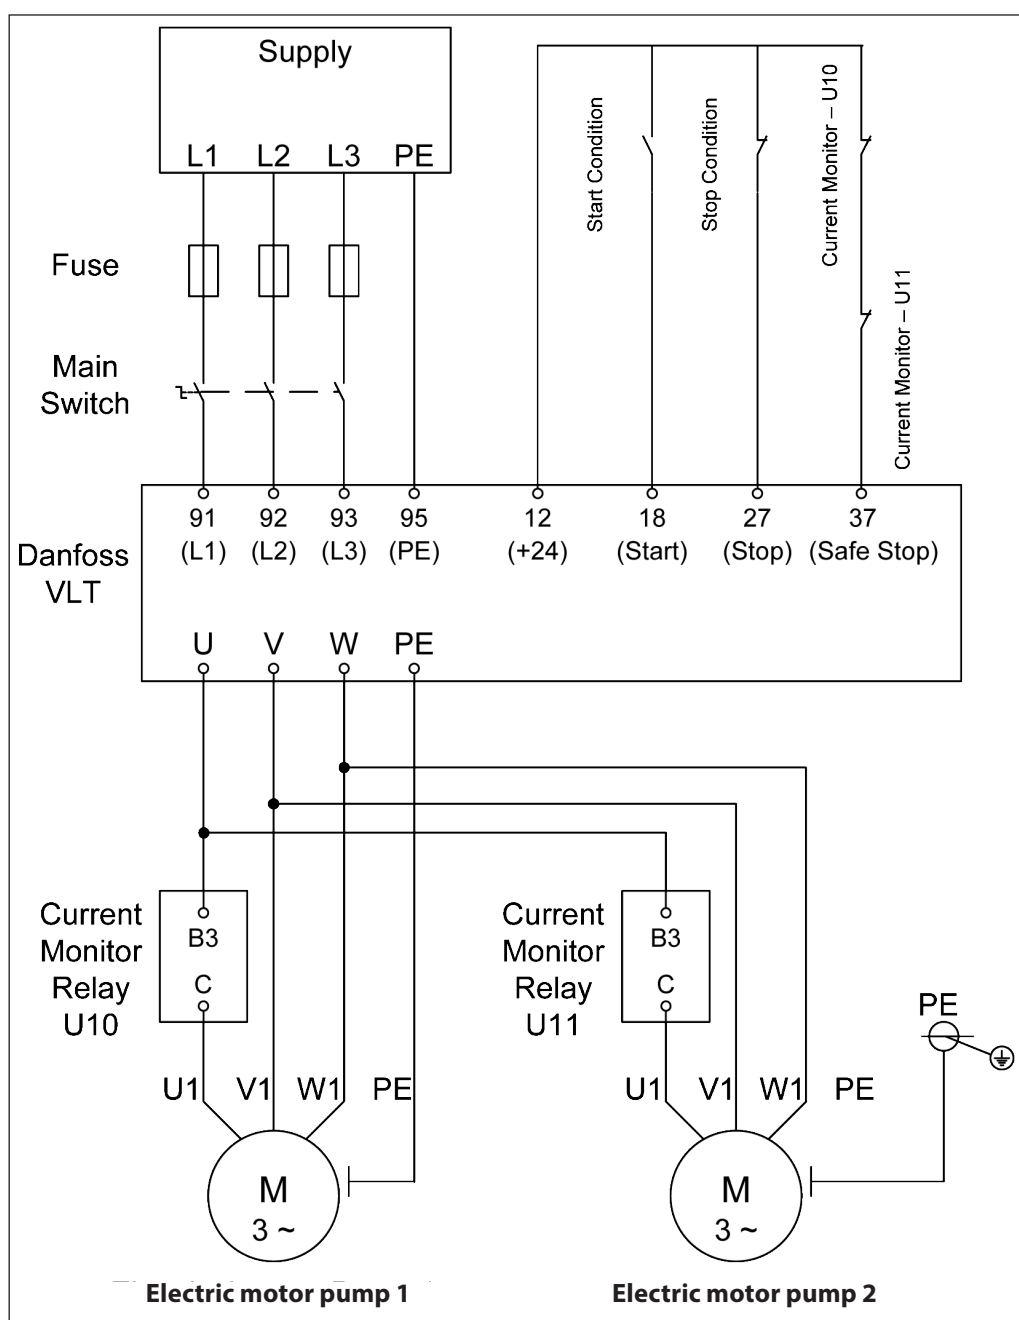 Supply
L1 L2 L3 PE
Fuse
Main
Switch
Start Condition
Stop Condition
Current Monitor – U10
Current Monitor – U11
Danfoss
VLT
91 92 93 95 12 18 27 37
(L1) (L2) (L3) (PE) (+24) (Start) (Stop) (Safe Stop)
U V W PE
Current
Monitor
Relay
U10
B3
C
Current
Monitor
Relay
U11
B3
C
PE
U1 V1 W1 PE
U1 V1 W1 PE
M
3 ~
M
3 ~
Electric motor pump 1
Electric motor pump 2